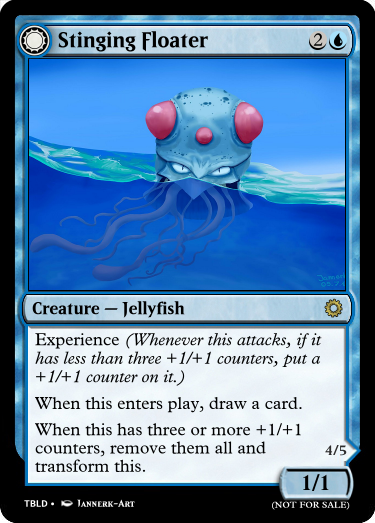 Stinging Floater 2
Creature — Jellyfish
Experience (Whenever this attacks, if it
has less than three +1/+1 counters, put a
+1/+1 counter on it.)
When this enters play, draw a card.
When this has three or more +1/+1
counters, remove them all and
transform this.
4/5
1/1
TBLD • Jannerk-Art
(NOT FOR SALE)